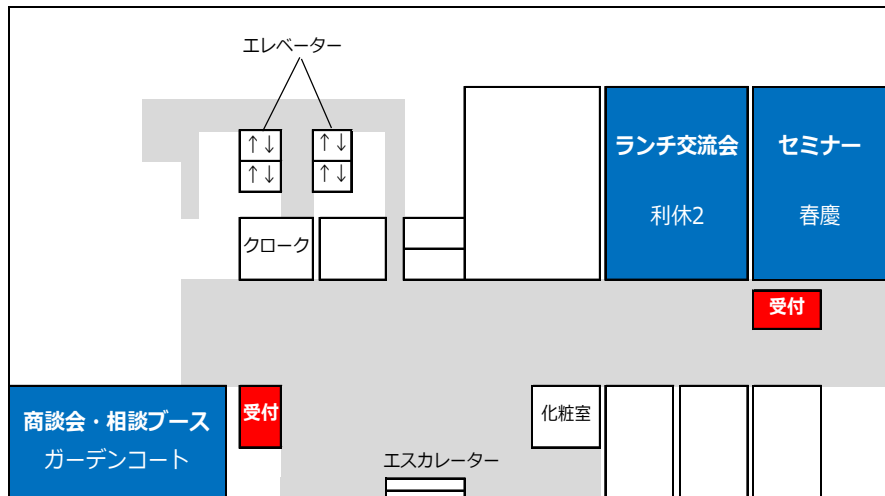 エレベーター
↑↓
↑↓
↑↓
↑↓
ランチ交流会
利休2
セミナー
春慶
クローク
受付
商談会・相談ブース
ガーデンコート
受付
化粧室
エスカレーター